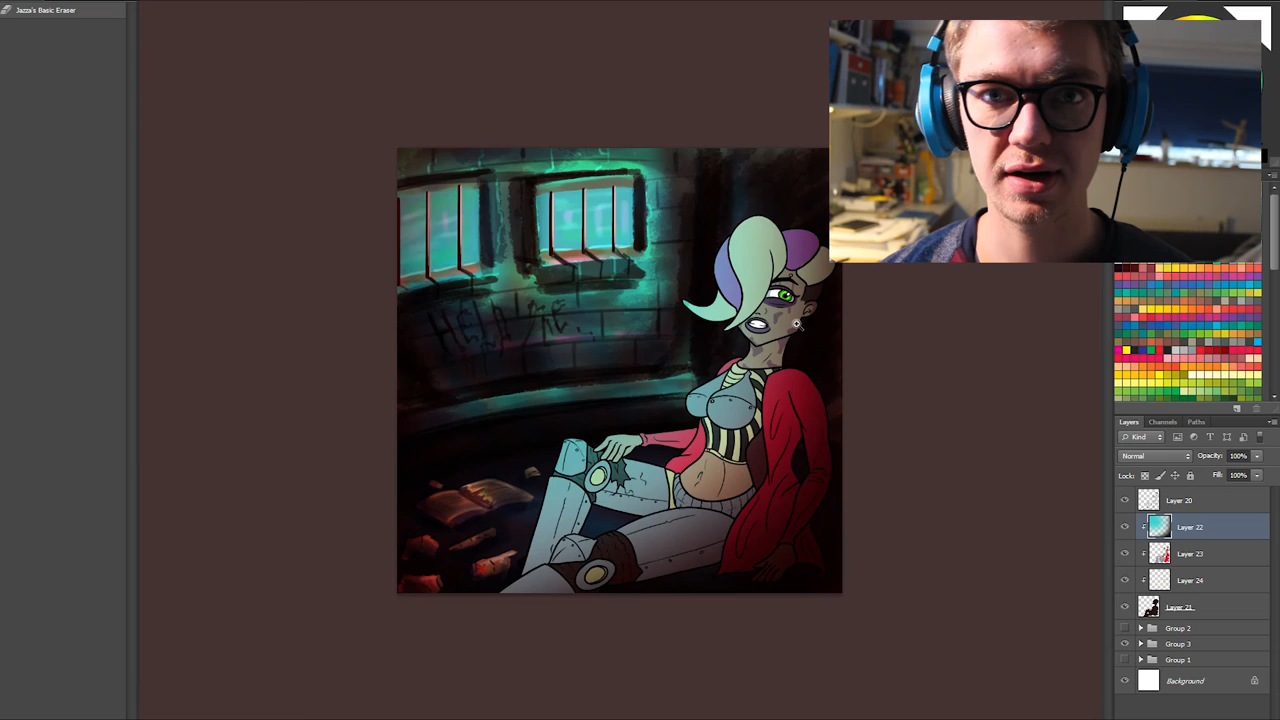 Jazza's Basic Eraser
HELP ME...
Layers Channels Paths
Kind
Normal Opacity: 100%
Lock: Fill: 100%
Layer 20
Layer 22
Layer 23
Layer 24
Layer 21
Group 2
Group 3
Group 1
Background